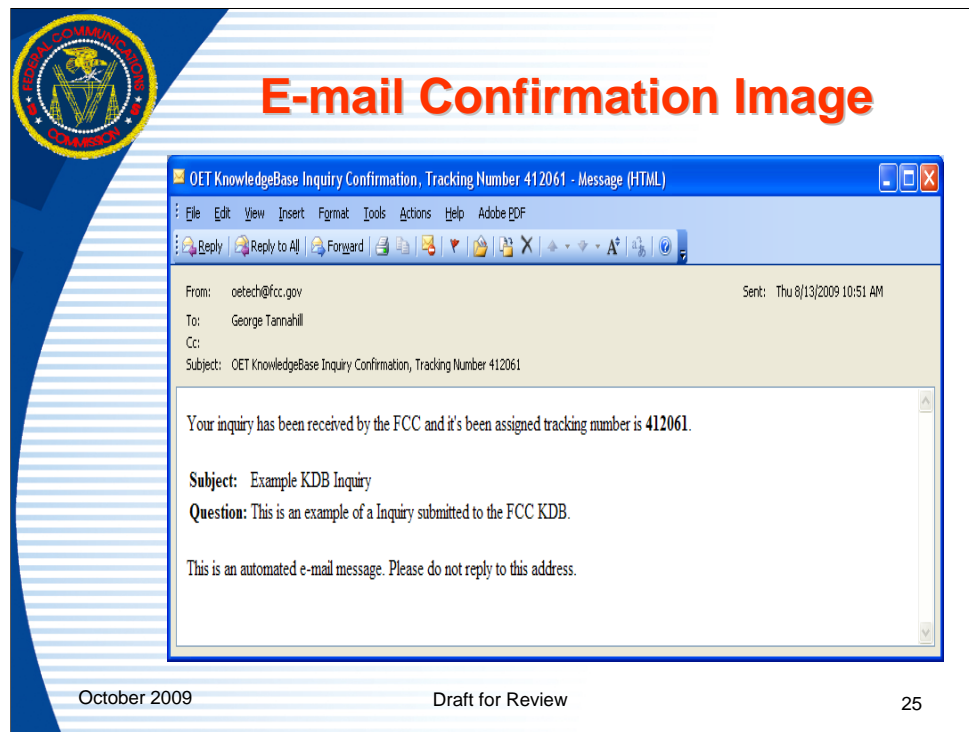 FEDERAL COMMUNICATIONS COMMISSION
E-mail Confirmation Image
OET KnowledgeBase Inquiry Confirmation, Tracking Number 412061 - Message (HTML)
File Edit View Insert Format Tools Actions Help Adobe PDF
Reply Reply to All Forward
From: oetech@fcc.gov Sent: Thu 8/13/2009 10:51 AM
To: George Tannahill
Cc:
Subject: OET KnowledgeBase Inquiry Confirmation, Tracking Number 412061
Your inquiry has been received by the FCC and it's been assigned tracking number is 412061.
Subject: Example KDB Inquiry
Question: This is an example of a Inquiry submitted to the FCC KDB.
This is an automated e-mail message. Please do not reply to this address.
October 2009 Draft for Review 25